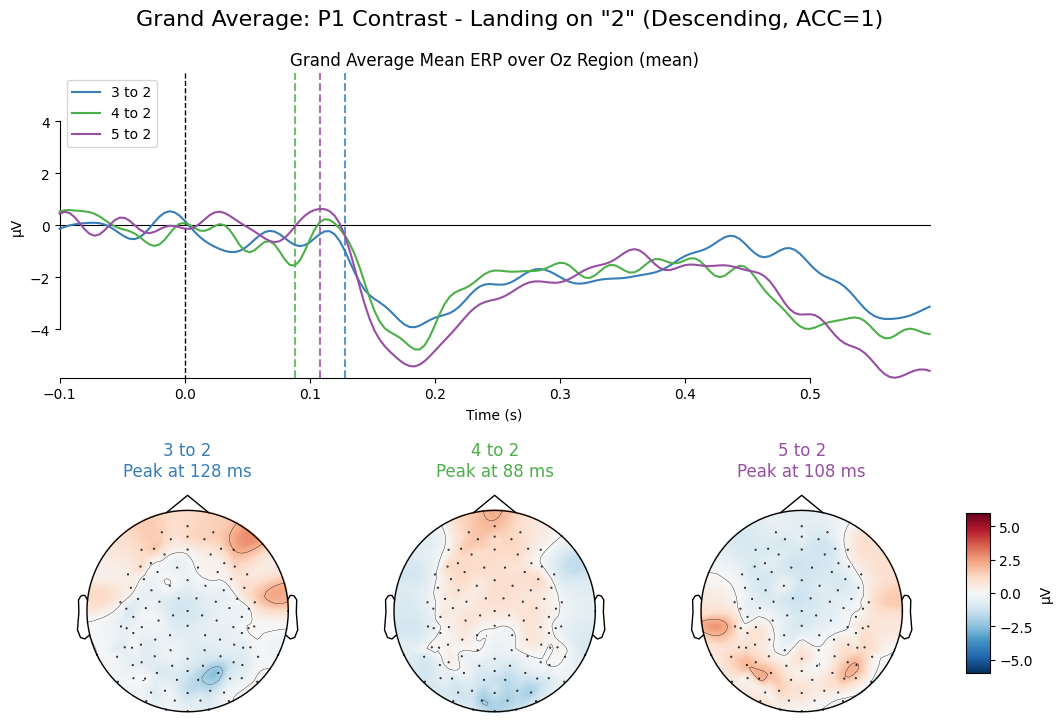 Grand Average: P1 Contrast - Landing on "2" (Descending, ACC=1)
Grand Average Mean ERP over Oz Region (mean)
3 to 2
4 to 2
5 to 2
4
2
0
−2
−4
µV
−0.1
0.0
0.1
0.2
0.3
0.4
0.5
Time (s)
3 to 2
Peak at 128 ms
4 to 2
Peak at 88 ms
5 to 2
Peak at 108 ms
5.0
2.5
0.0
−2.5
−5.0
µV